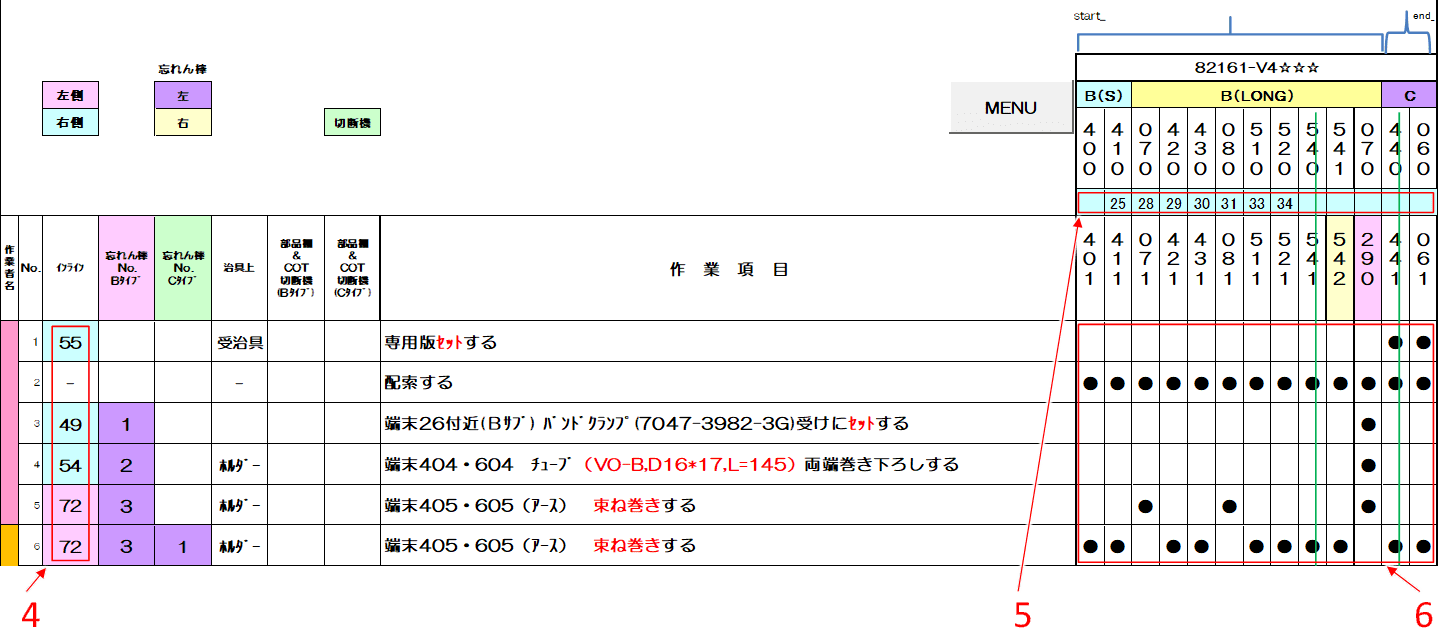 start_
end_
忘れん棒
82161-V4☆☆☆
左側
左
右側
右
切断機
MENU
B(S)
B(LONG)
C
400 410 070 420 430 080 510 520 540 541 070 440 060
25 28 29 30 31 33 34
作業者名
No.
ｲﾝﾗｲﾝ
忘れん棒
No.
Bﾀｲﾌﾟ
忘れん棒
No.
Cﾀｲﾌﾟ
治具上
部品棚
&
COT
切断機
(Bﾀｲﾌﾟ)
部品棚
&
COT
切断機
(Cﾀｲﾌﾟ)
作 業 項 目
401 411 071 421 431 081 511 521 541 542 290 441 061
1 55 受治具 専用版ｾｯﾄする ● ●
2 － － 配索する ● ● ● ● ● ● ● ● ● ● ● ● ●
3 49 1 端末26付近(Bｻﾌﾞ) ﾊﾞﾝﾄﾞｸﾗﾝﾌﾟ(7047-3982-3G)受けにｾｯﾄする ●
4 54 2 ﾎﾙﾀﾞｰ 端末404・604 ﾁｭｰﾌﾞ（VO-B,D16*17,L=145）両端巻き下ろしする ●
5 72 3 ﾎﾙﾀﾞｰ 端末405・605（ｱｰｽ） 束ね巻きする ● ● ●
6 72 3 1 ﾎﾙﾀﾞｰ 端末405・605（ｱｰｽ） 束ね巻きする ● ● ● ● ● ● ● ● ● ●
4
5
6